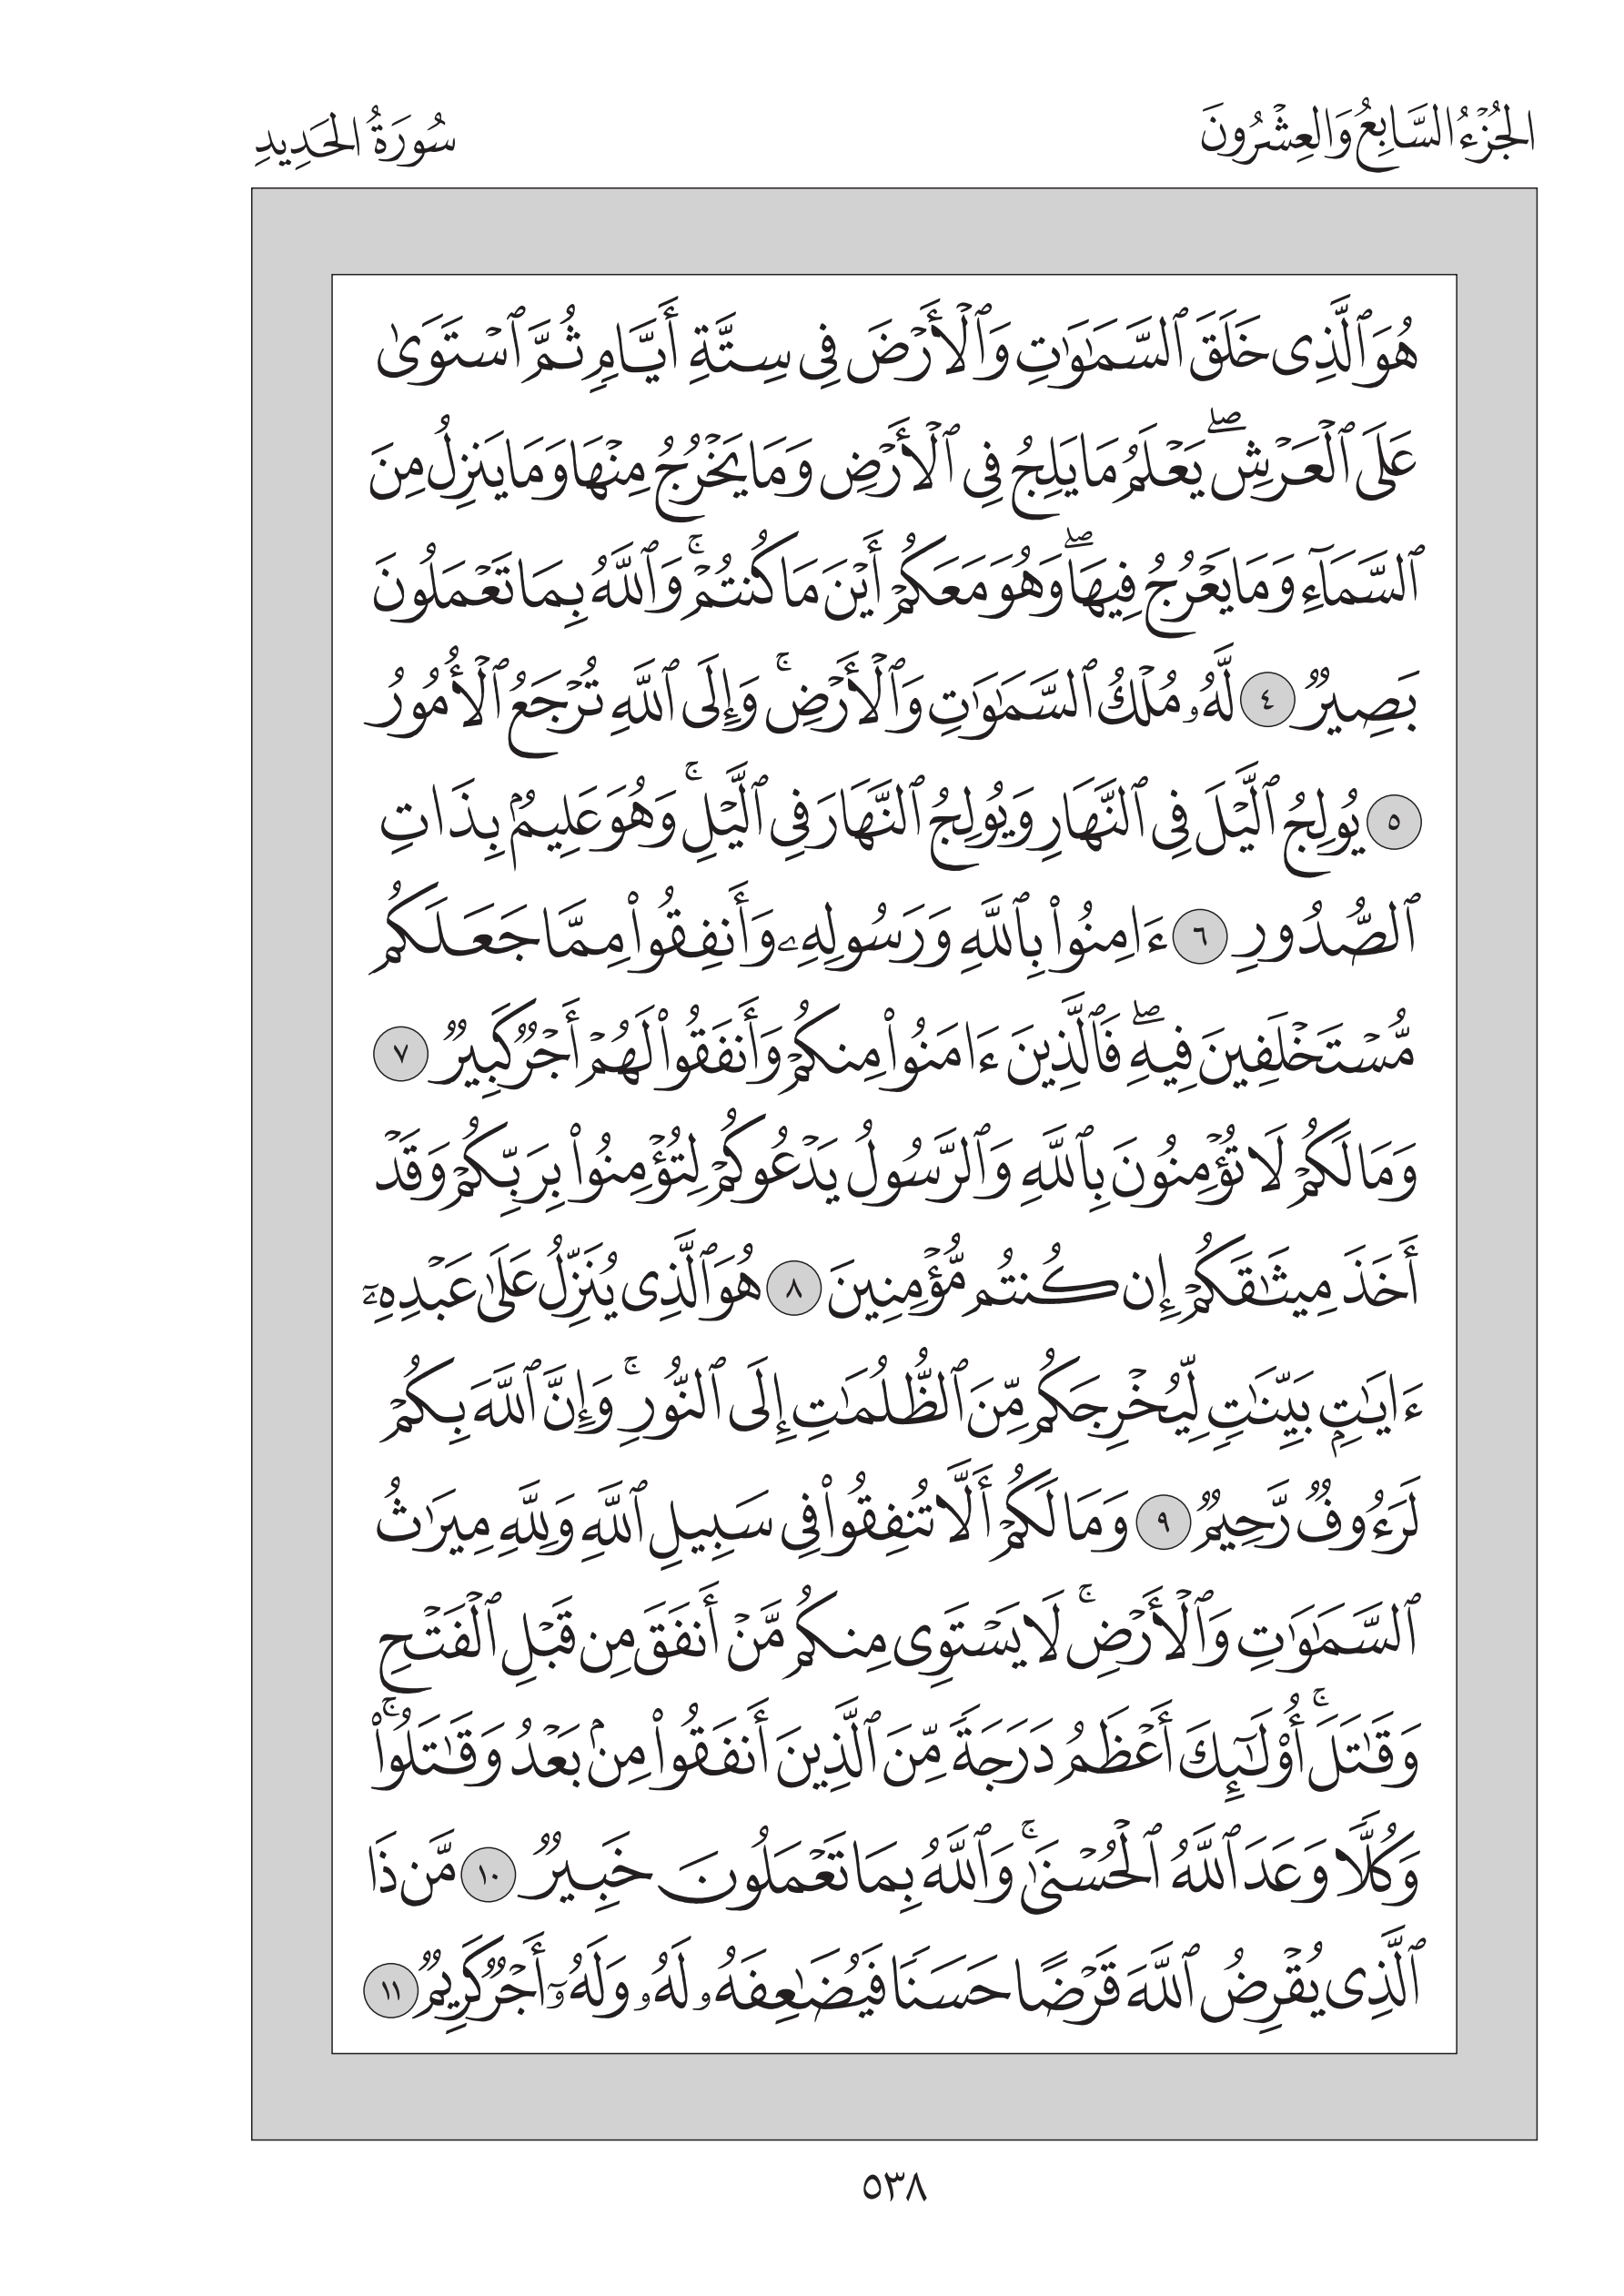 الجُزْءُ السَّابِعُ وَالعِشْرُونَ
سُورَةُ الحَدِيدِ
هُوَ ٱلَّذِى خَلَقَ ٱلسَّمَٰوَٰتِ وَٱلْأَرْضَ فِى سِتَّةِ أَيَّامٍ ثُمَّ ٱسْتَوَىٰ
عَلَى ٱلْعَرْشِ ۖ يَعْلَمُ مَا يَلِجُ فِى ٱلْأَرْضِ وَمَا يَخْرُجُ مِنْهَا وَمَا يَنزِلُ مِنَ
ٱلسَّمَآءِ وَمَا يَعْرُجُ فِيهَا ۖ وَهُوَ مَعَكُمْ أَيْنَ مَا كُنتُمْ ۚ وَٱللَّهُ بِمَا تَعْمَلُونَ
بَصِيرٌ ٤ لَّهُۥ مُلْكُ ٱلسَّمَٰوَٰتِ وَٱلْأَرْضِ ۚ وَإِلَى ٱللَّهِ تُرْجَعُ ٱلْأُمُورُ
٥ يُولِجُ ٱلَّيْلَ فِى ٱلنَّهَارِ وَيُولِجُ ٱلنَّهَارَ فِى ٱلَّيْلِ ۚ وَهُوَ عَلِيمٌۢ بِذَاتِ
ٱلصُّدُورِ ٦ ءَامِنُوا۟ بِٱللَّهِ وَرَسُولِهِۦ وَأَنفِقُوا۟ مِمَّا جَعَلَكُم
مُّسْتَخْلَفِينَ فِيهِ ۖ فَٱلَّذِينَ ءَامَنُوا۟ مِنكُمْ وَأَنفَقُوا۟ لَهُمْ أَجْرٌ كَبِيرٌ ٧
وَمَا لَكُمْ لَا تُؤْمِنُونَ بِٱللَّهِ وَٱلرَّسُولُ يَدْعُوكُمْ لِتُؤْمِنُوا۟ بِرَبِّكُمْ وَقَدْ
أَخَذَ مِيثَٰقَكُمْ إِن كُنتُم مُّؤْمِنِينَ ٨ هُوَ ٱلَّذِى يُنَزِّلُ عَلَىٰ عَبْدِهِۦٓ
ءَايَٰتٍۭ بَيِّنَٰتٍ لِّيُخْرِجَكُم مِّنَ ٱلظُّلُمَٰتِ إِلَى ٱلنُّورِ ۚ وَإِنَّ ٱللَّهَ بِكُمْ
لَرَءُوفٌ رَّحِيمٌ ٩ وَمَا لَكُمْ أَلَّا تُنفِقُوا۟ فِى سَبِيلِ ٱللَّهِ وَلِلَّهِ مِيرَٰثُ
ٱلسَّمَٰوَٰتِ وَٱلْأَرْضِ ۚ لَا يَسْتَوِى مِنكُم مَّنْ أَنفَقَ مِن قَبْلِ ٱلْفَتْحِ
وَقَٰتَلَ ۚ أُو۟لَٰٓئِكَ أَعْظَمُ دَرَجَةً مِّنَ ٱلَّذِينَ أَنفَقُوا۟ مِنۢ بَعْدُ وَقَٰتَلُوا۟ ۚ
وَكُلًّا وَعَدَ ٱللَّهُ ٱلْحُسْنَىٰ ۚ وَٱللَّهُ بِمَا تَعْمَلُونَ خَبِيرٌ ١٠ مَّن ذَا
ٱلَّذِى يُقْرِضُ ٱللَّهَ قَرْضًا حَسَنًا فَيُضَٰعِفَهُۥ لَهُۥ وَلَهُۥٓ أَجْرٌ كَرِيمٌ ١١
٥٣٨